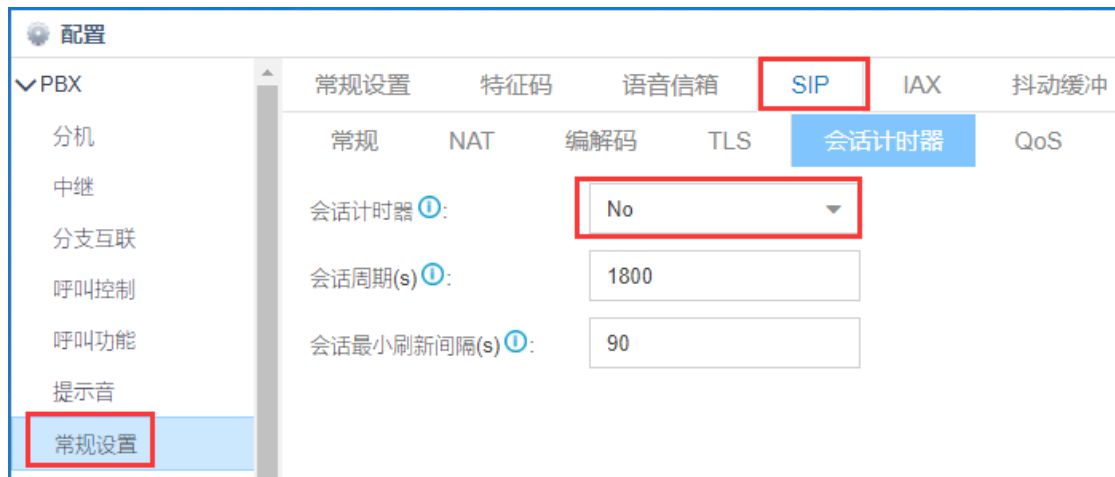 配置
PBX
分机
中继
分支互联
呼叫控制
呼叫功能
提示音
常规设置
常规设置 特征码 语音信箱 SIP IAX 抖动缓冲
常规 NAT 编解码 TLS 会话计时器 QoS
会话计时器: No
会话周期(s): 1800
会话最小刷新间隔(s): 90